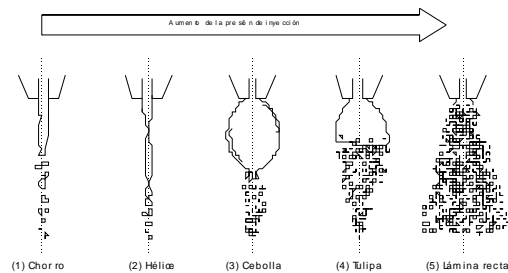 Aumento de la presión de inyección
(1) Chorro
(2) Hélice
(3) Cebolla
(4) Tulipa
(5) Lámina recta